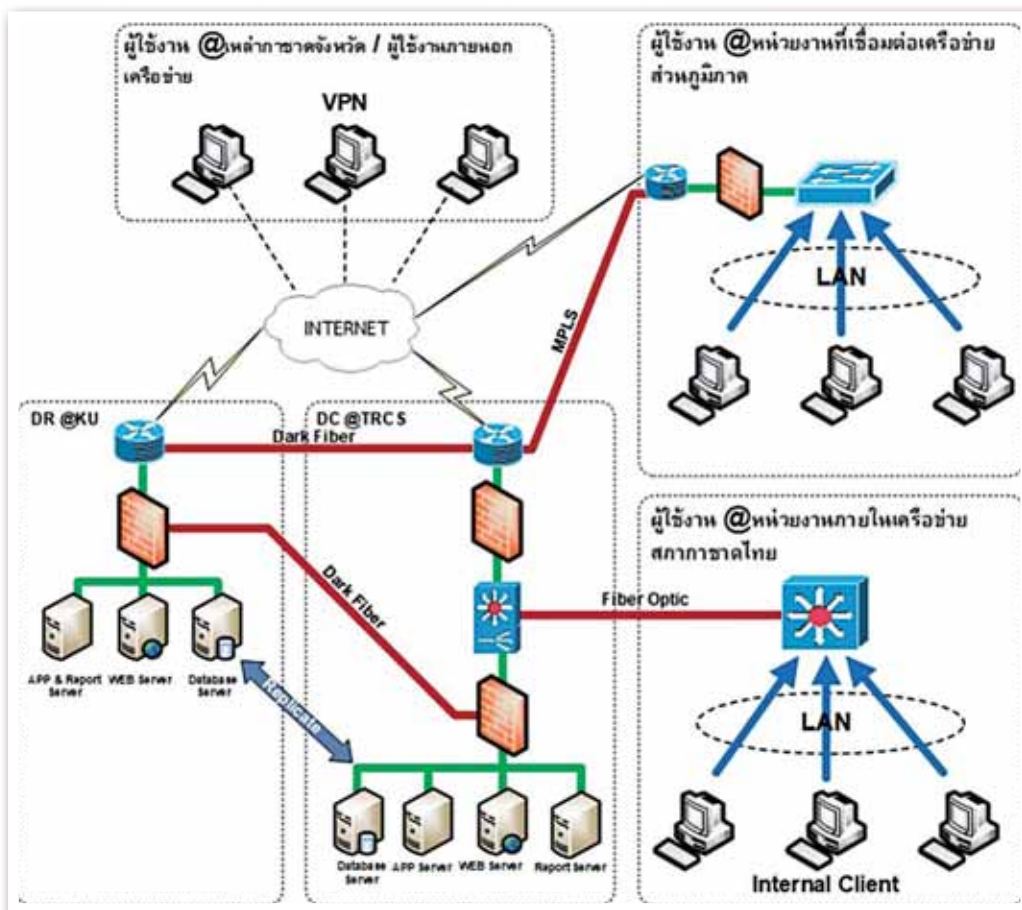 ผู้ใช้งาน @เหล่ากาชาดจังหวัด / ผู้ใช้งานภายนอก
เครือข่าย
VPN
ผู้ใช้งาน @หน่วยงานที่เชื่อมต่อเครือข่าย
ส่วนภูมิภาค
LAN
INTERNET
MPLS
DR @KU
DC @TRCS
Dark Fiber
ผู้ใช้งาน @หน่วยงานภายในเครือข่าย
สภากาชาดไทย
Dark Fiber
Fiber Optic
APP & Report
Server
WEB Server
Database
Server
Replicate
LAN
Database
Server
APP Server
WEB Server
Report Server
Internal Client